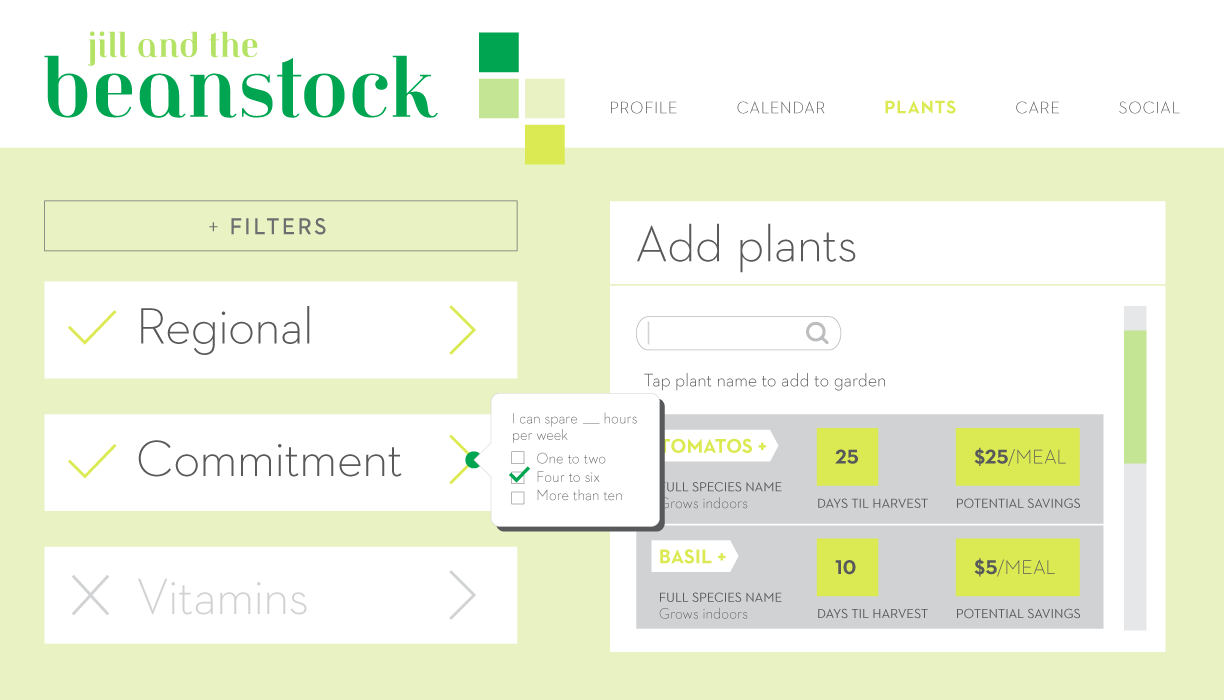 jill and the
beanstock
PROFILE CALENDAR PLANTS CARE SOCIAL
+ FILTERS
Regional
Commitment
Vitamins
I can spare ___ hours
per week
One to two
Four to six
More than ten
Add plants
Tap plant name to add to garden
TOMATOS +
FULL SPECIES NAME
Grows indoors
25
DAYS TIL HARVEST
$25/MEAL
POTENTIAL SAVINGS
BASIL +
FULL SPECIES NAME
Grows indoors
10
DAYS TIL HARVEST
$5/MEAL
POTENTIAL SAVINGS